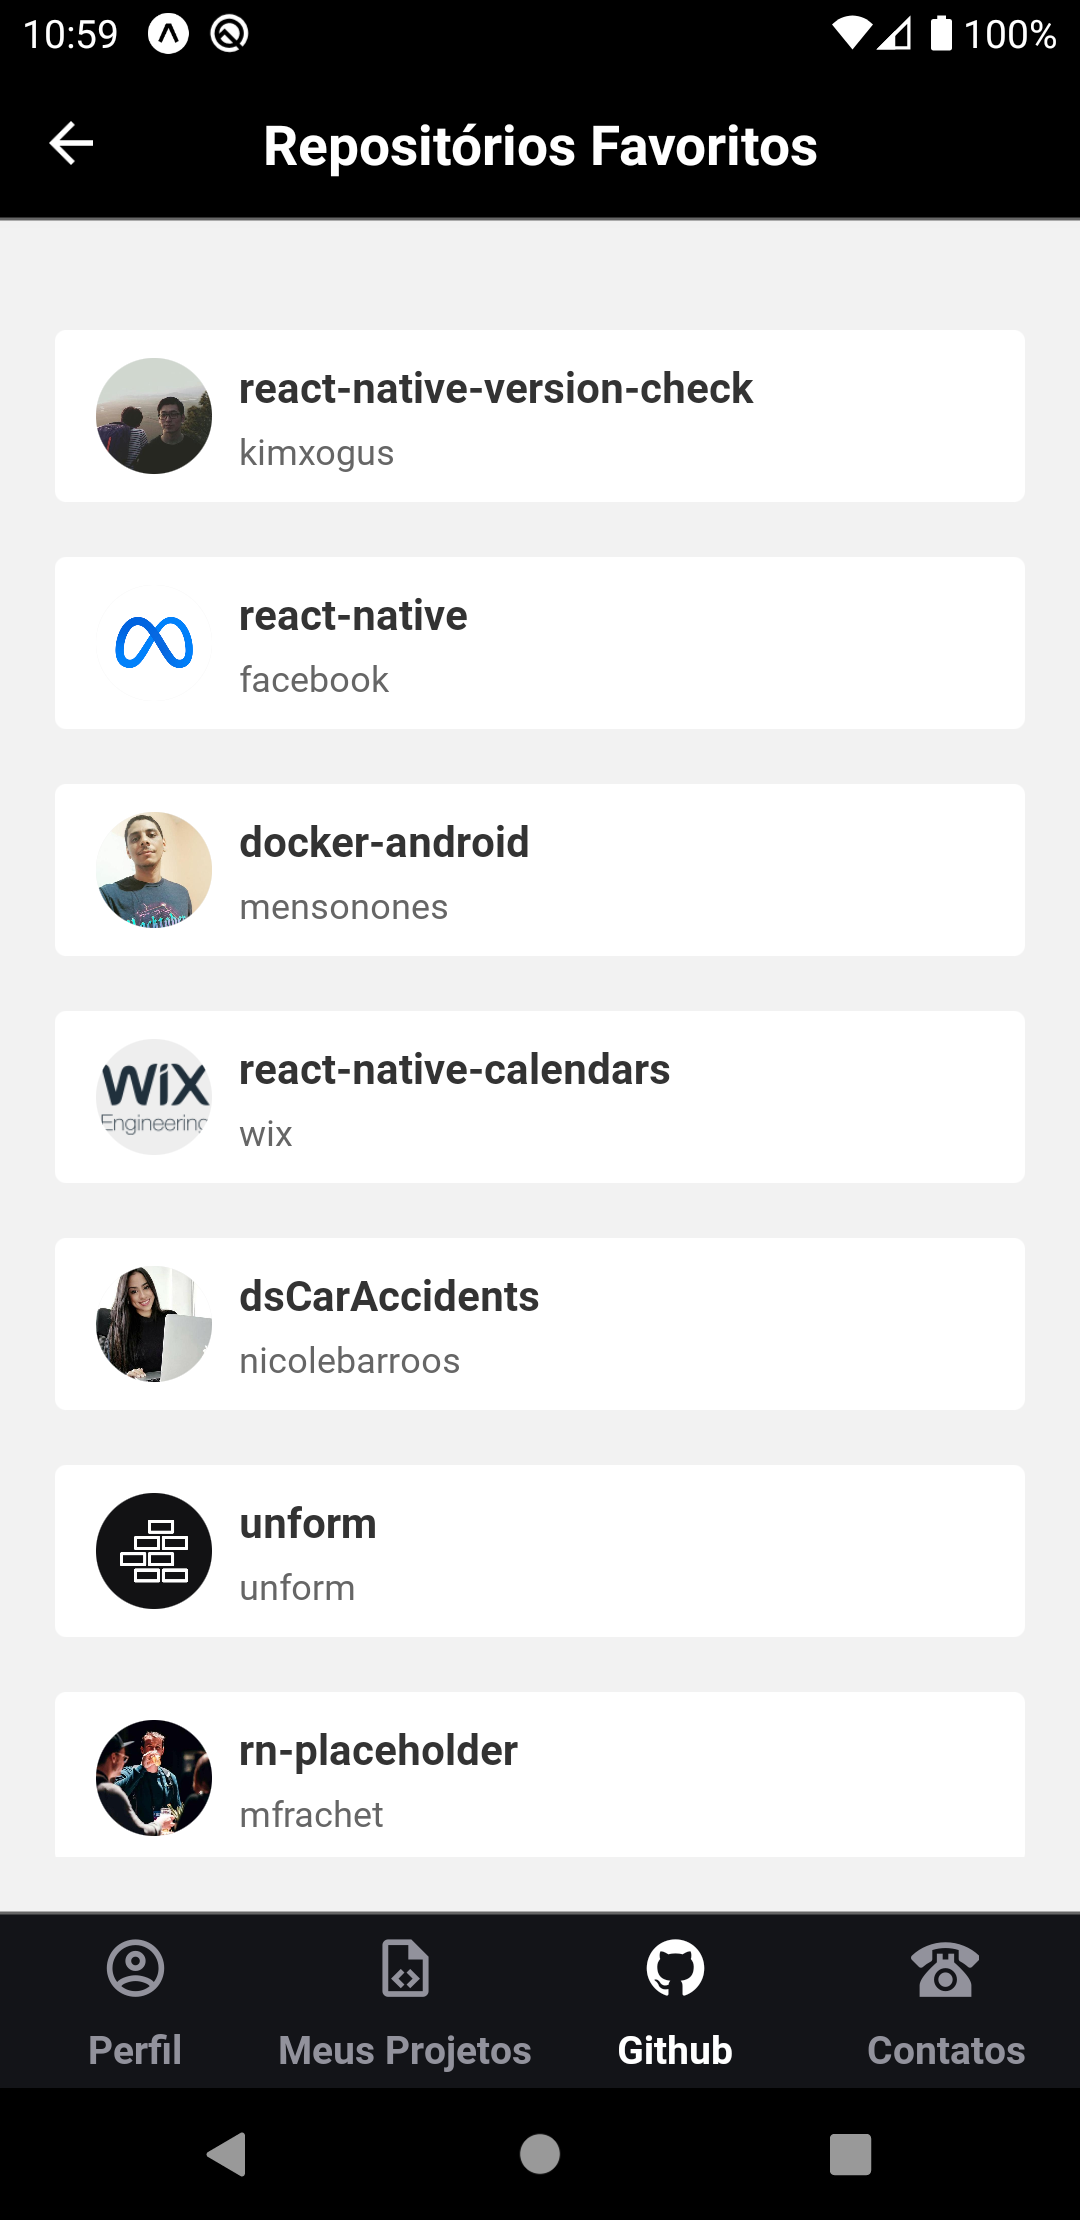 10:59 100%
Repositórios Favoritos
react-native-version-check
kimxogus
react-native
facebook
docker-android
mensonones
WiX
Engineering
react-native-calendars
wix
dsCarAccidents
nicolebarroos
unform
unform
rn-placeholder
mfrachet
Perfil Meus Projetos Github Contatos